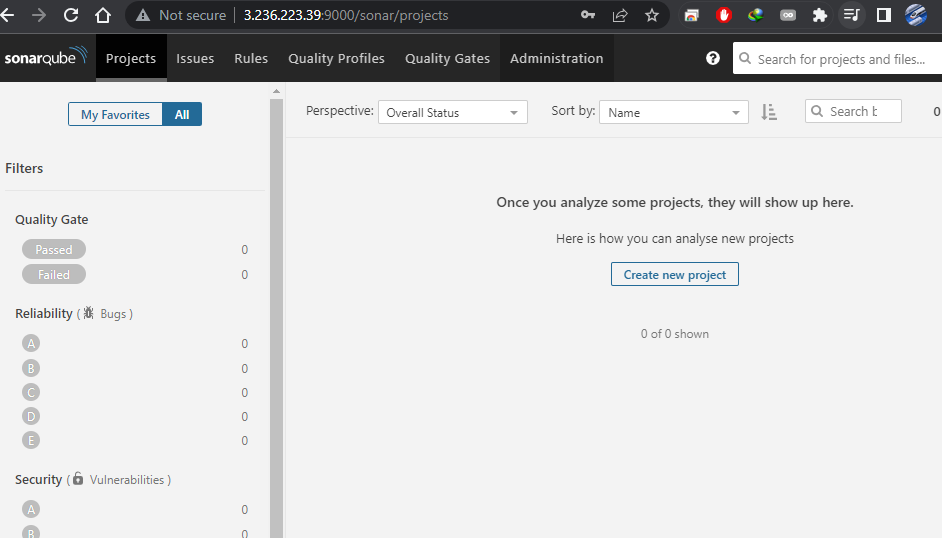 Not secure 3.236.223.39:9000/sonar/projects
sonarqube Projects Issues Rules Quality Profiles Quality Gates Administration ? Search for projects and files...
My Favorites All
Perspective: Overall Status Sort by: Name Search b 0
Filters
Once you analyze some projects, they will show up here.
Here is how you can analyse new projects
Create new project
0 of 0 shown
Quality Gate
Passed 0
Failed 0
Reliability ( Bugs )
A 0
B 0
C 0
D 0
E 0
Security ( Vulnerabilities )
A 0
B 0